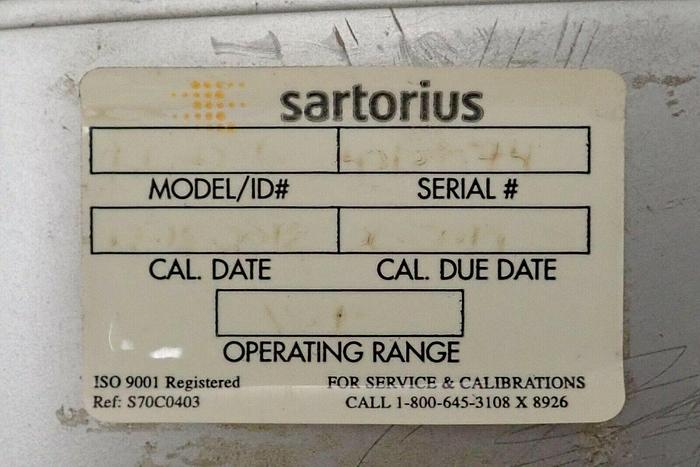 sartorius
MODEL/ID# SERIAL #
CAL. DATE CAL. DUE DATE
OPERATING RANGE
ISO 9001 Registered FOR SERVICE & CALIBRATIONS
Ref: S70C0403 CALL 1-800-645-3108 X 8926